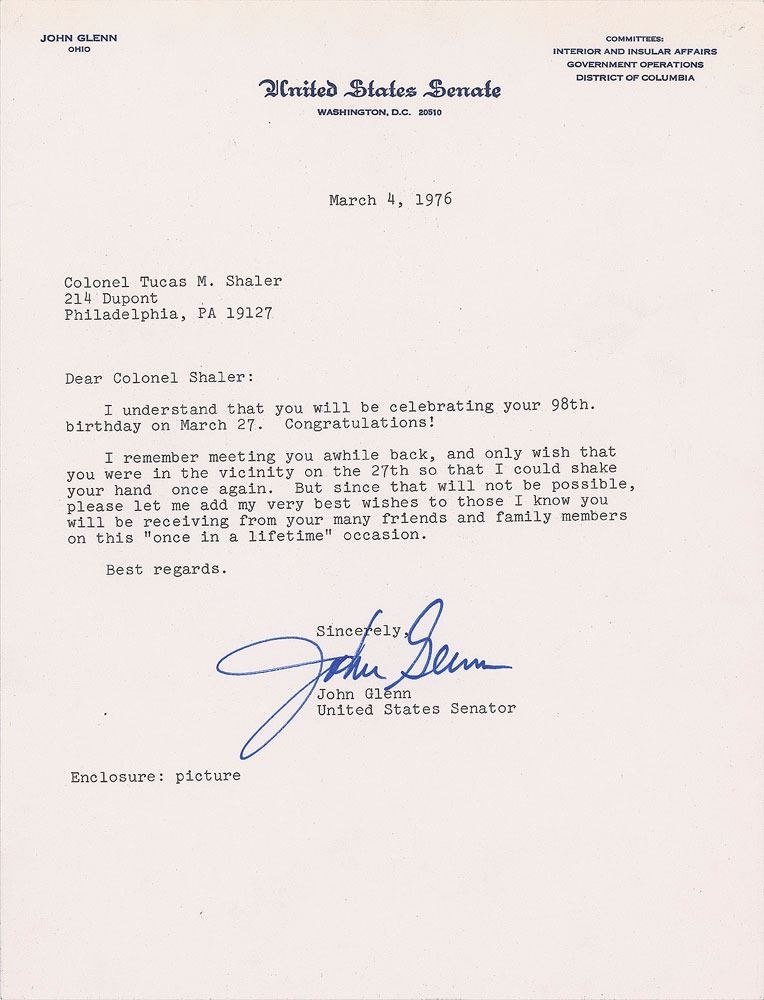 JOHN GLENN
OHIO
COMMITTEES:
INTERIOR AND INSULAR AFFAIRS
GOVERNMENT OPERATIONS
DISTRICT OF COLUMBIA
United States Senate
WASHINGTON, D.C. 20510
March 4, 1976
Colonel Tucas M. Shaler
214 Dupont
Philadelphia, PA 19127
Dear Colonel Shaler:
I understand that you will be celebrating your 98th.
birthday on March 27. Congratulations!
I remember meeting you awhile back, and only wish that
you were in the vicinity on the 27th so that I could shake
your hand once again. But since that will not be possible,
please let me add my very best wishes to those I know you
will be receiving from your many friends and family members
on this "once in a lifetime" occasion.
Best regards.
Sincerely,
John Glenn
John Glenn
United States Senator
Enclosure: picture